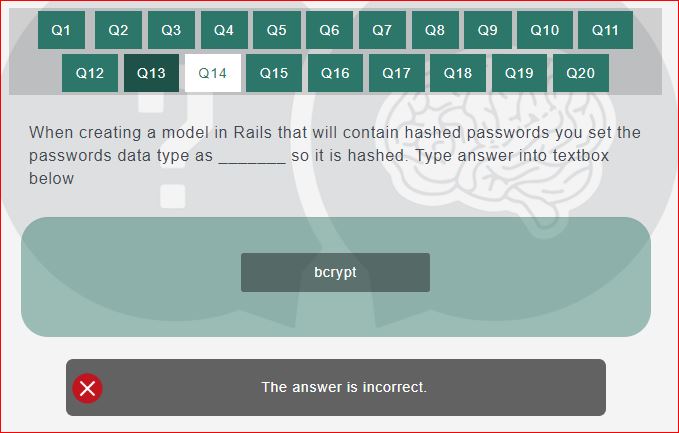 Q1 Q2 Q3 Q4 Q5 Q6 Q7 Q8 Q9 Q10 Q11
Q12 Q13 Q14 Q15 Q16 Q17 Q18 Q19 Q20
When creating a model in Rails that will contain hashed passwords you set the
passwords data type as _______ so it is hashed. Type answer into textbox
below
bcrypt
The answer is incorrect.